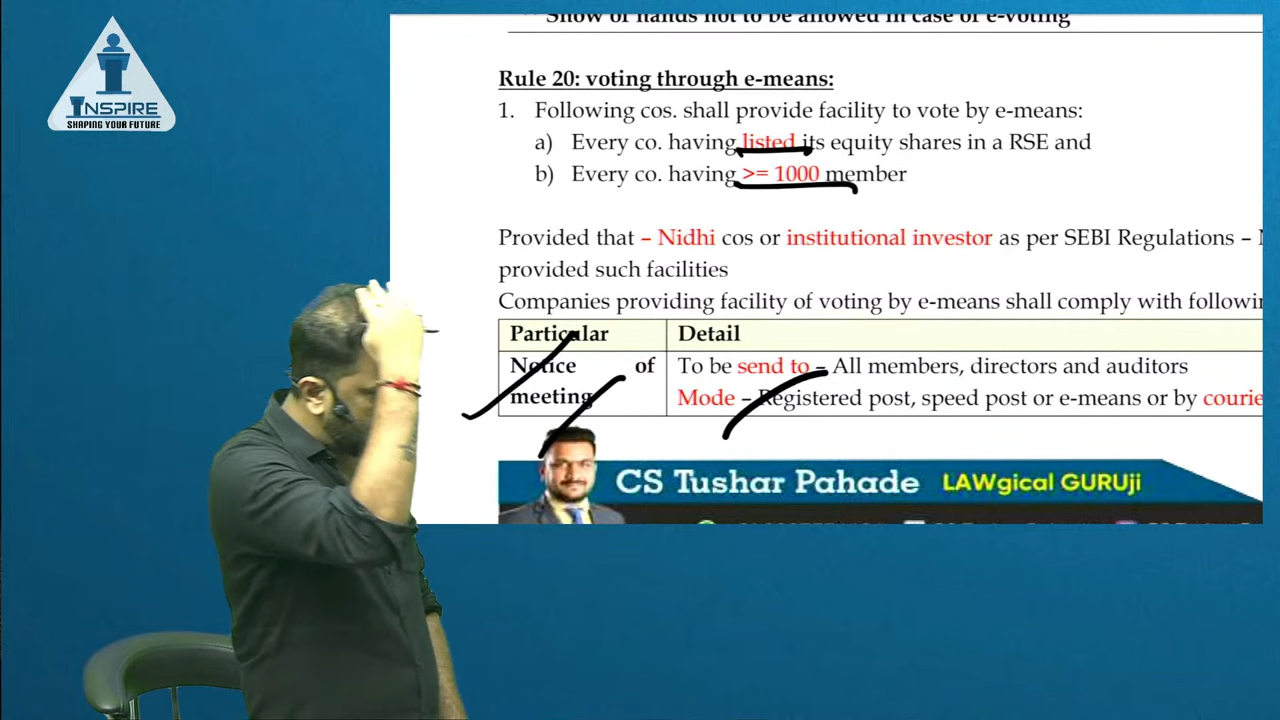 INSPIRE
SHAPING YOUR FUTURE
Show of hands not to be allowed in case of e-voting
Rule 20: voting through e-means:
1. Following cos. shall provide facility to vote by e-means:
a) Every co. having listed its equity shares in a RSE and
b) Every co. having >= 1000 member
Provided that – Nidhi cos or institutional investor as per SEBI Regulations –
provided such facilities
Companies providing facility of voting by e-means shall comply with followin
Particular Detail
Notice of meeting
To be send to – All members, directors and auditors
Mode – Registered post, speed post or e-means or by courie
CS Tushar Pahade LAWgical GURUji